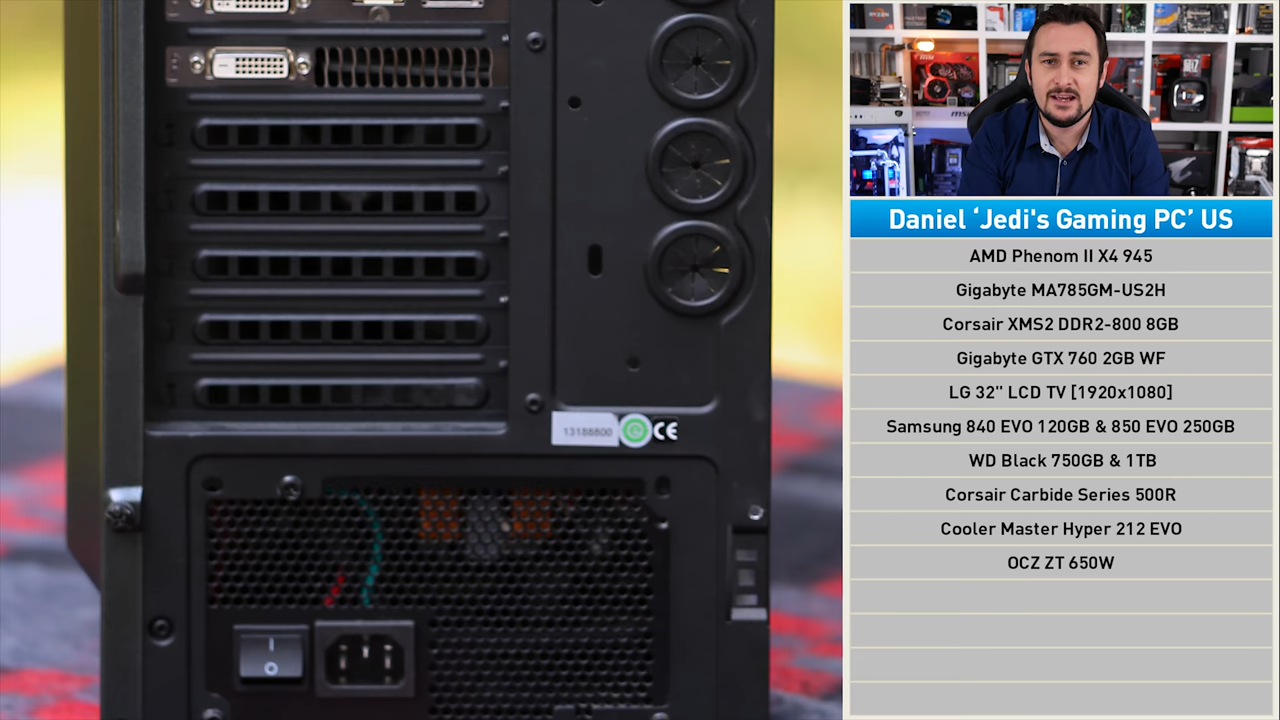 Daniel ‘Jedi's Gaming PC’ US
AMD Phenom II X4 945
Gigabyte MA785GM-US2H
Corsair XMS2 DDR2-800 8GB
Gigabyte GTX 760 2GB WF
LG 32'' LCD TV [1920x1080]
Samsung 840 EVO 120GB & 850 EVO 250GB
WD Black 750GB & 1TB
Corsair Carbide Series 500R
Cooler Master Hyper 212 EVO
OCZ ZT 650W
13188800
CE